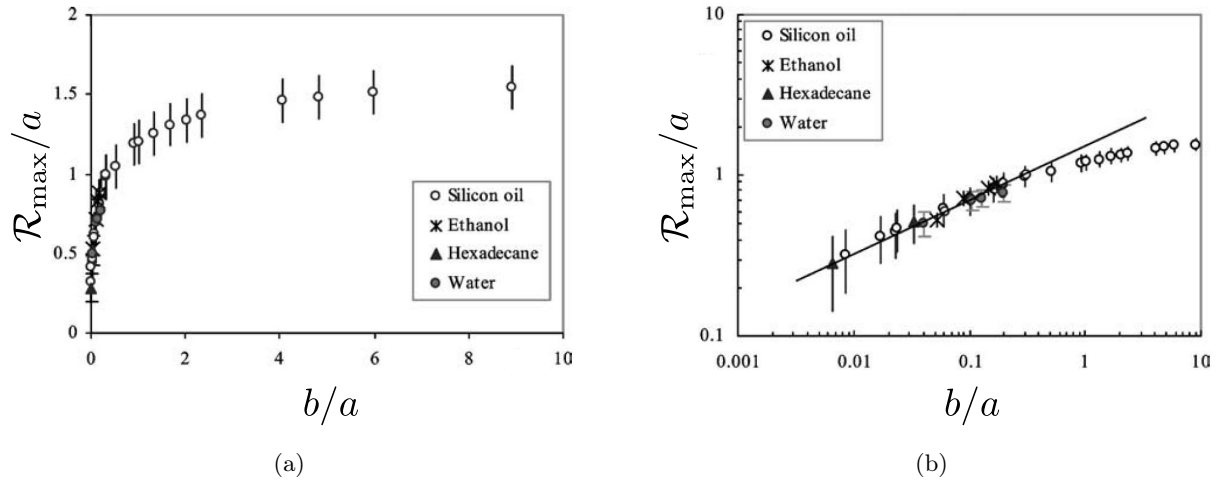 2
1.5
1
0.5
0
0
2
4
6
8
10
ℛmax/a
b/a
Silicon oil
Ethanol
Hexadecane
Water
(a)
10
1
0.1
0.001
0.01
0.1
1
10
ℛmax/a
b/a
Silicon oil
Ethanol
Hexadecane
Water
(b)